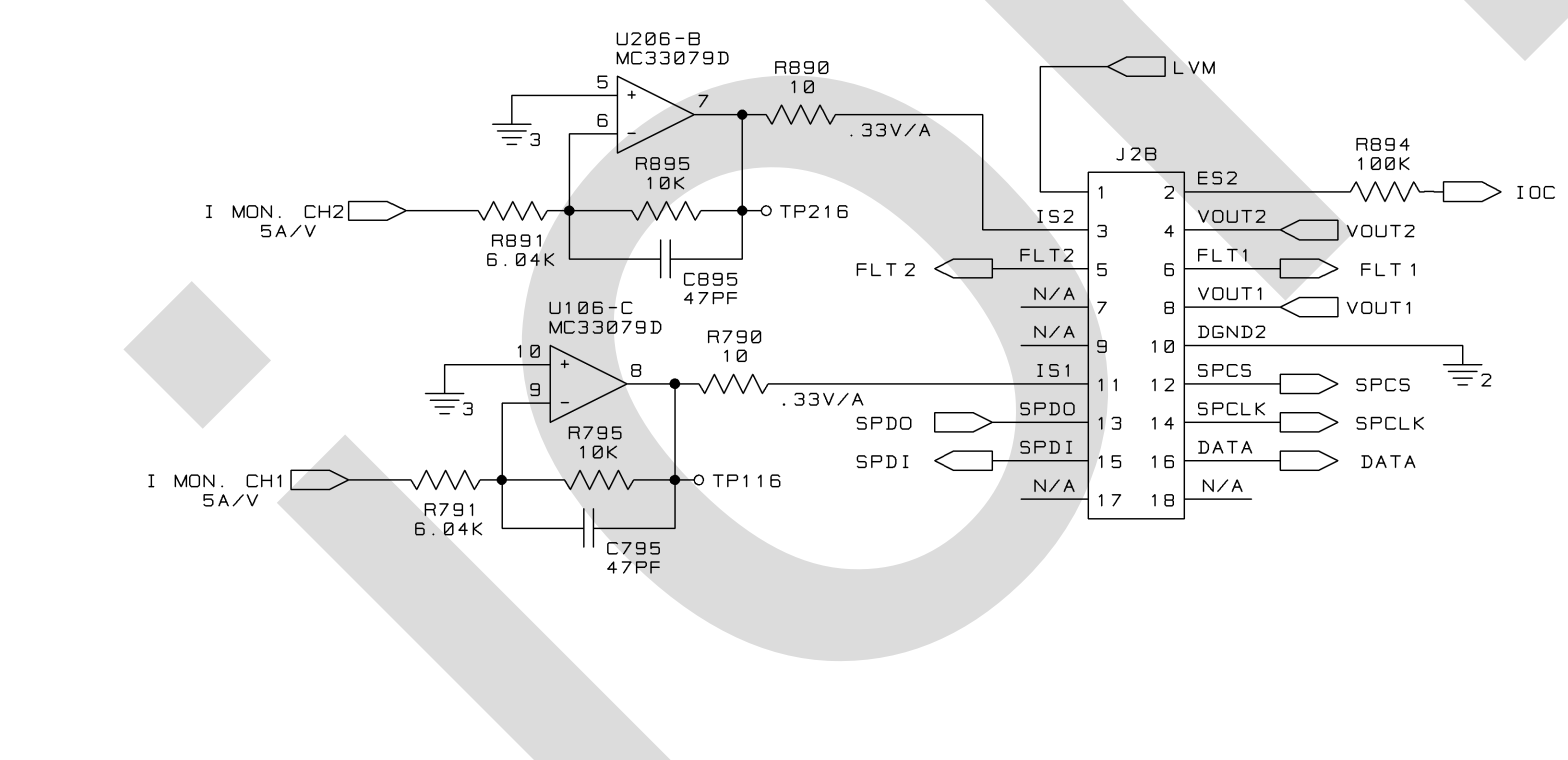 U206-B
MC33079D
5
+
6
-
7
3
R890
10
.33V/A
R895
10K
I MON. CH2
5A/V
R891
6.04K
TP216
C895
47PF
U106-C
MC33079D
10
+
9
-
8
3
R790
10
.33V/A
R795
10K
I MON. CH1
5A/V
R791
6.04K
TP116
C795
47PF
LVM
J2B
R894
100K
1 2 ES2 IOC
IS2 3 4 VOUT2 VOUT2
FLT2 FLT2 5 6 FLT1 FLT1
N/A 7 8 VOUT1 VOUT1
N/A 9 10 DGND2
2
IS1 11 12 SPCS SPCS
SPDO SPDO 13 14 SPCLK SPCLK
SPDI SPDI 15 16 DATA DATA
N/A 17 18 N/A